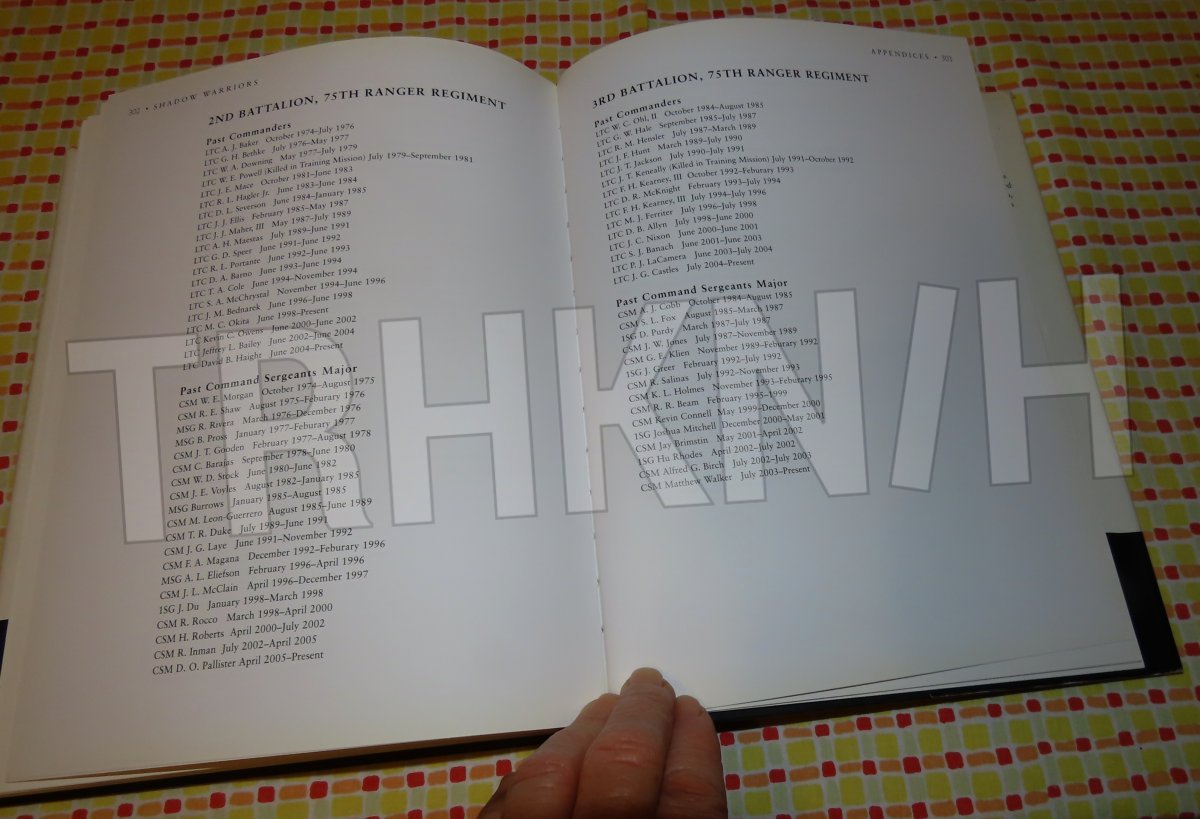 302 • SHADOW WARRIORS
2ND BATTALION, 75TH RANGER REGIMENT
Past Commanders
LTC A. J. Baker October 1974–July 1976
LTC G. H. Bethke July 1976–May 1977
LTC W. A. Downing May 1977–July 1979
LTC W. E. Powell (Killed in Training Mission) July 1979–September 1981
LTC J. E. Mace October 1981–June 1983
LTC R. L. Hagler Jr. June 1983–June 1984
LTC D. L. Severson June 1984–January 1985
LTC J. J. Ellis February 1985–May 1987
LTC J. J. Maher, III May 1987–July 1989
LTC A. H. Maestas July 1989–June 1991
LTC G. D. Speer June 1991–June 1992
LTC R. L. Portante June 1992–June 1993
LTC D. A. Barno June 1993–June 1994
LTC T. A. Cole June 1994–November 1994
LTC S. A. McChrystal November 1994–June 1996
LTC J. M. Bednarek June 1996–June 1998
LTC M. C. Okita June 1998–Present
LTC Kevin C. Owens June 2000–June 2002
LTC Jeffrey L. Bailey June 2002–June 2004
LTC David B. Haight June 2004–Present
Past Command Sergeants Major
CSM W. E. Morgan October 1974–August 1975
CSM R. E. Shaw August 1975–February 1976
MSG R. Rivera March 1976–December 1976
MSG B. Pross January 1977–Feburary 1977
CSM J. T. Gooden February 1977–August 1978
CSM C. Barajas September 1978–June 1980
CSM W. D. Stock June 1980–June 1982
CSM J. E. Voyles August 1982–January 1985
MSG Burrows January 1985–August 1985
CSM M. Leon-Guerrero August 1985–June 1989
CSM T. R. Duke July 1989–June 1991
CSM J. G. Laye June 1991–November 1992
CSM F. A. Magana December 1992–Feburary 1996
MSG A. L. Eliefson February 1996–April 1996
CSM J. L. McClain April 1996–December 1997
1SG J. Du January 1998–March 1998
CSM R. Rocco March 1998–April 2000
CSM H. Roberts April 2000–July 2002
CSM R. Inman July 2002–April 2005
CSM D. O. Pallister April 2005–Present
APPENDICES • 303
3RD BATTALION, 75TH RANGER REGIMENT
Past Commanders
LTC W. C. Ohl, II October 1984–August 1985
LTC G. W. Hale September 1985–July 1987
LTC R. M. Hensler July 1987–March 1989
LTC J. F. Hunt March 1989–July 1990
LTC J. T. Jackson July 1990–July 1991
LTC J. T. Keneally (Killed in Training Mission) July 1991–October 1992
LTC F. H. Kearney, III October 1992–Feburary 1993
LTC D. R. McKnight February 1993–July 1994
LTC F. H. Kearney, III July 1994–July 1996
LTC M. J. Ferriter July 1996–July 1998
LTC D. B. Allyn July 1998–June 2000
LTC J. C. Nixon June 2000–June 2001
LTC S. J. Banach June 2001–June 2003
LTC P. J. LaCamera June 2003–July 2004
LTC J. G. Castles July 2004–Present
Past Command Sergeants Major
CSM A. J. Cobb October 1984–August 1985
CSM S. L. Fox August 1985–March 1987
1SG D. Purdy March 1987–July 1987
CSM J. W. Jones July 1987–November 1989
CSM G. E. Klien November 1989–Feburary 1992
1SG J. Greer February 1992–July 1992
CSM R. Salinas July 1992–November 1993
CSM K. L. Holmes November 1993–Feburary 1995
CSM R. R. Beam February 1995–1999
CSM Kevin Connell May 1999–December 2000
1SG Joshua Mitchell December 2000–May 2001
CSM Jay Brimstin May 2001–April 2002
1SG Hu Rhodes April 2002–July 2002
CSM Alfred G. Birch July 2002–July 2003
CSM Matthew Walker July 2003–Present
TRHKN/H